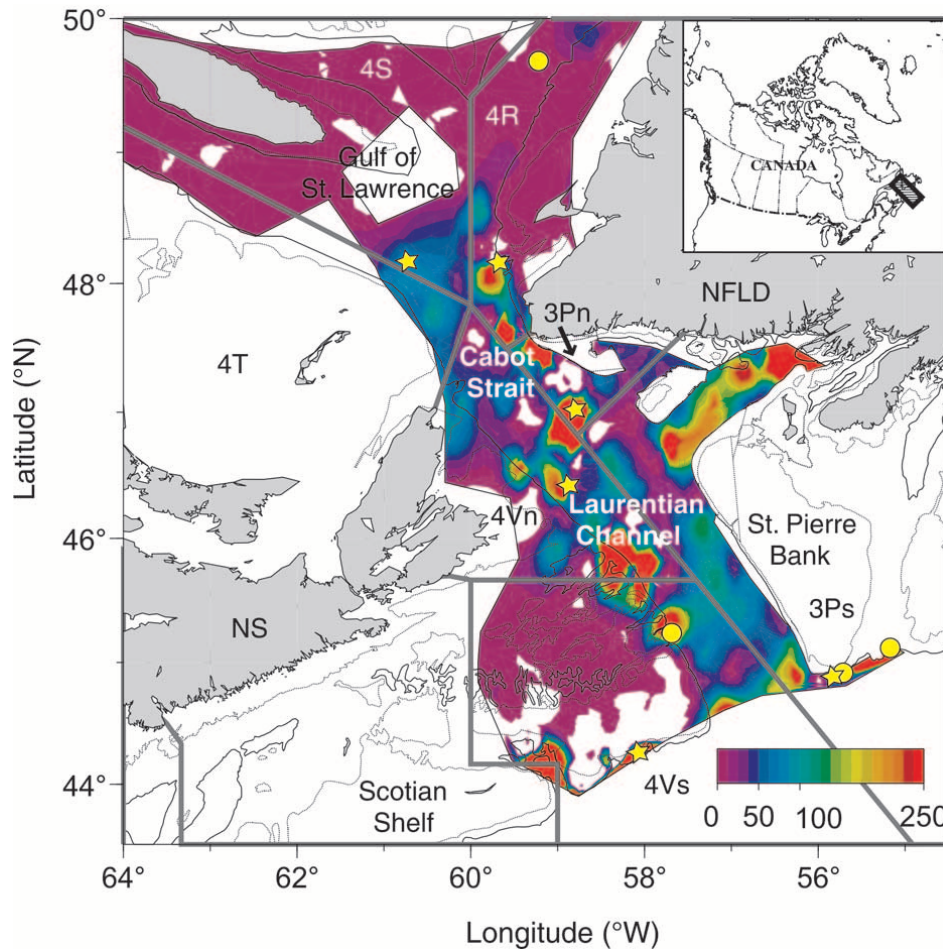 50°
48°
46°
44°
Latitude (°N)
64°
62°
60°
58°
56°
Longitude (°W)
4S
4R
Gulf of
St. Lawrence
CANADA
NFLD
3Pn
Cabot
Strait
4T
4Vn
Laurentian
Channel
St. Pierre
Bank
3Ps
NS
Scotian
Shelf
4Vs
0 50 100 250